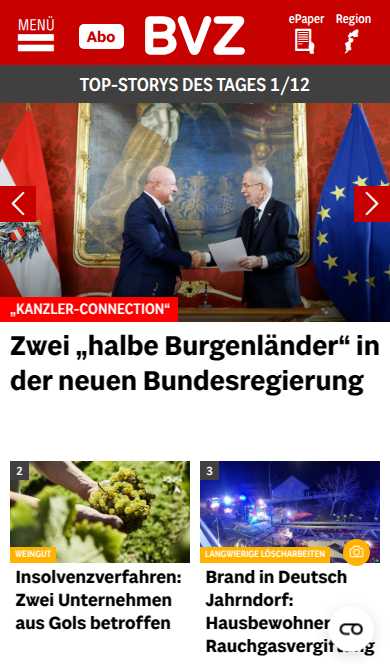 MENÜ
Abo
BVZ
ePaper
Region
TOP-STORYS DES TAGES 1/12
„KANZLER-CONNECTION“
Zwei „halbe Burgenländer“ in
der neuen Bundesregierung
2
WEINGUT
Insolvenzverfahren:
Zwei Unternehmen
aus Gols betroffen
3
LANGWIERIGE LÖSCHARBEITEN
Brand in Deutsch
Jahrndorf:
Hausbewohner
Rauchgasvergiftung